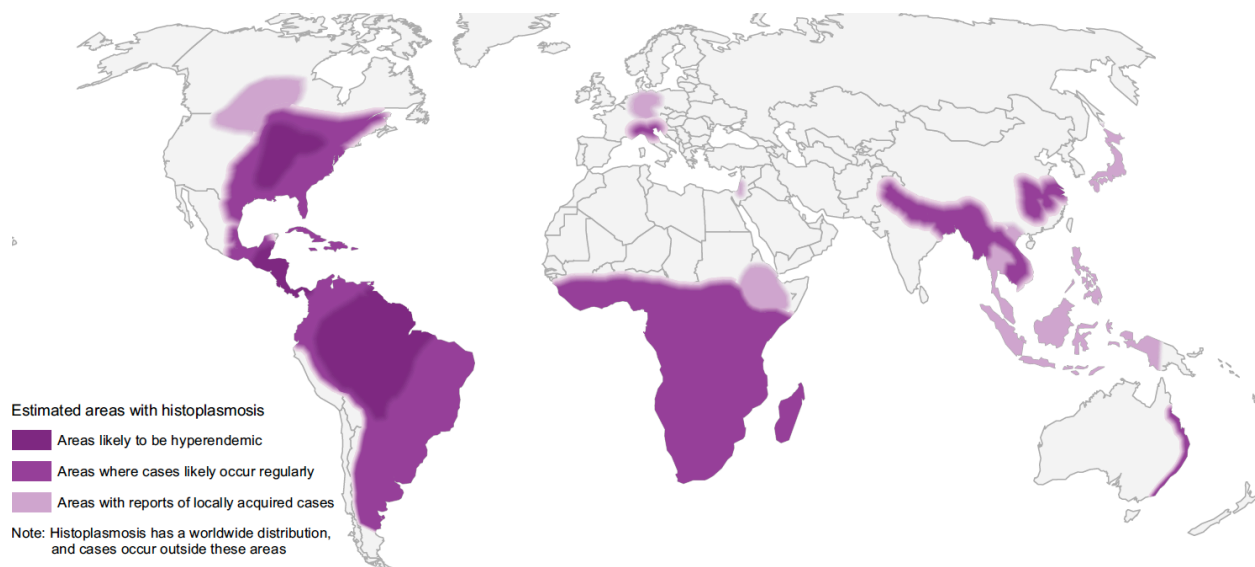 Estimated areas with histoplasmosis
Areas likely to be hyperendemic
Areas where cases likely occur regularly
Areas with reports of locally acquired cases
Note: Histoplasmosis has a worldwide distribution,
and cases occur outside these areas